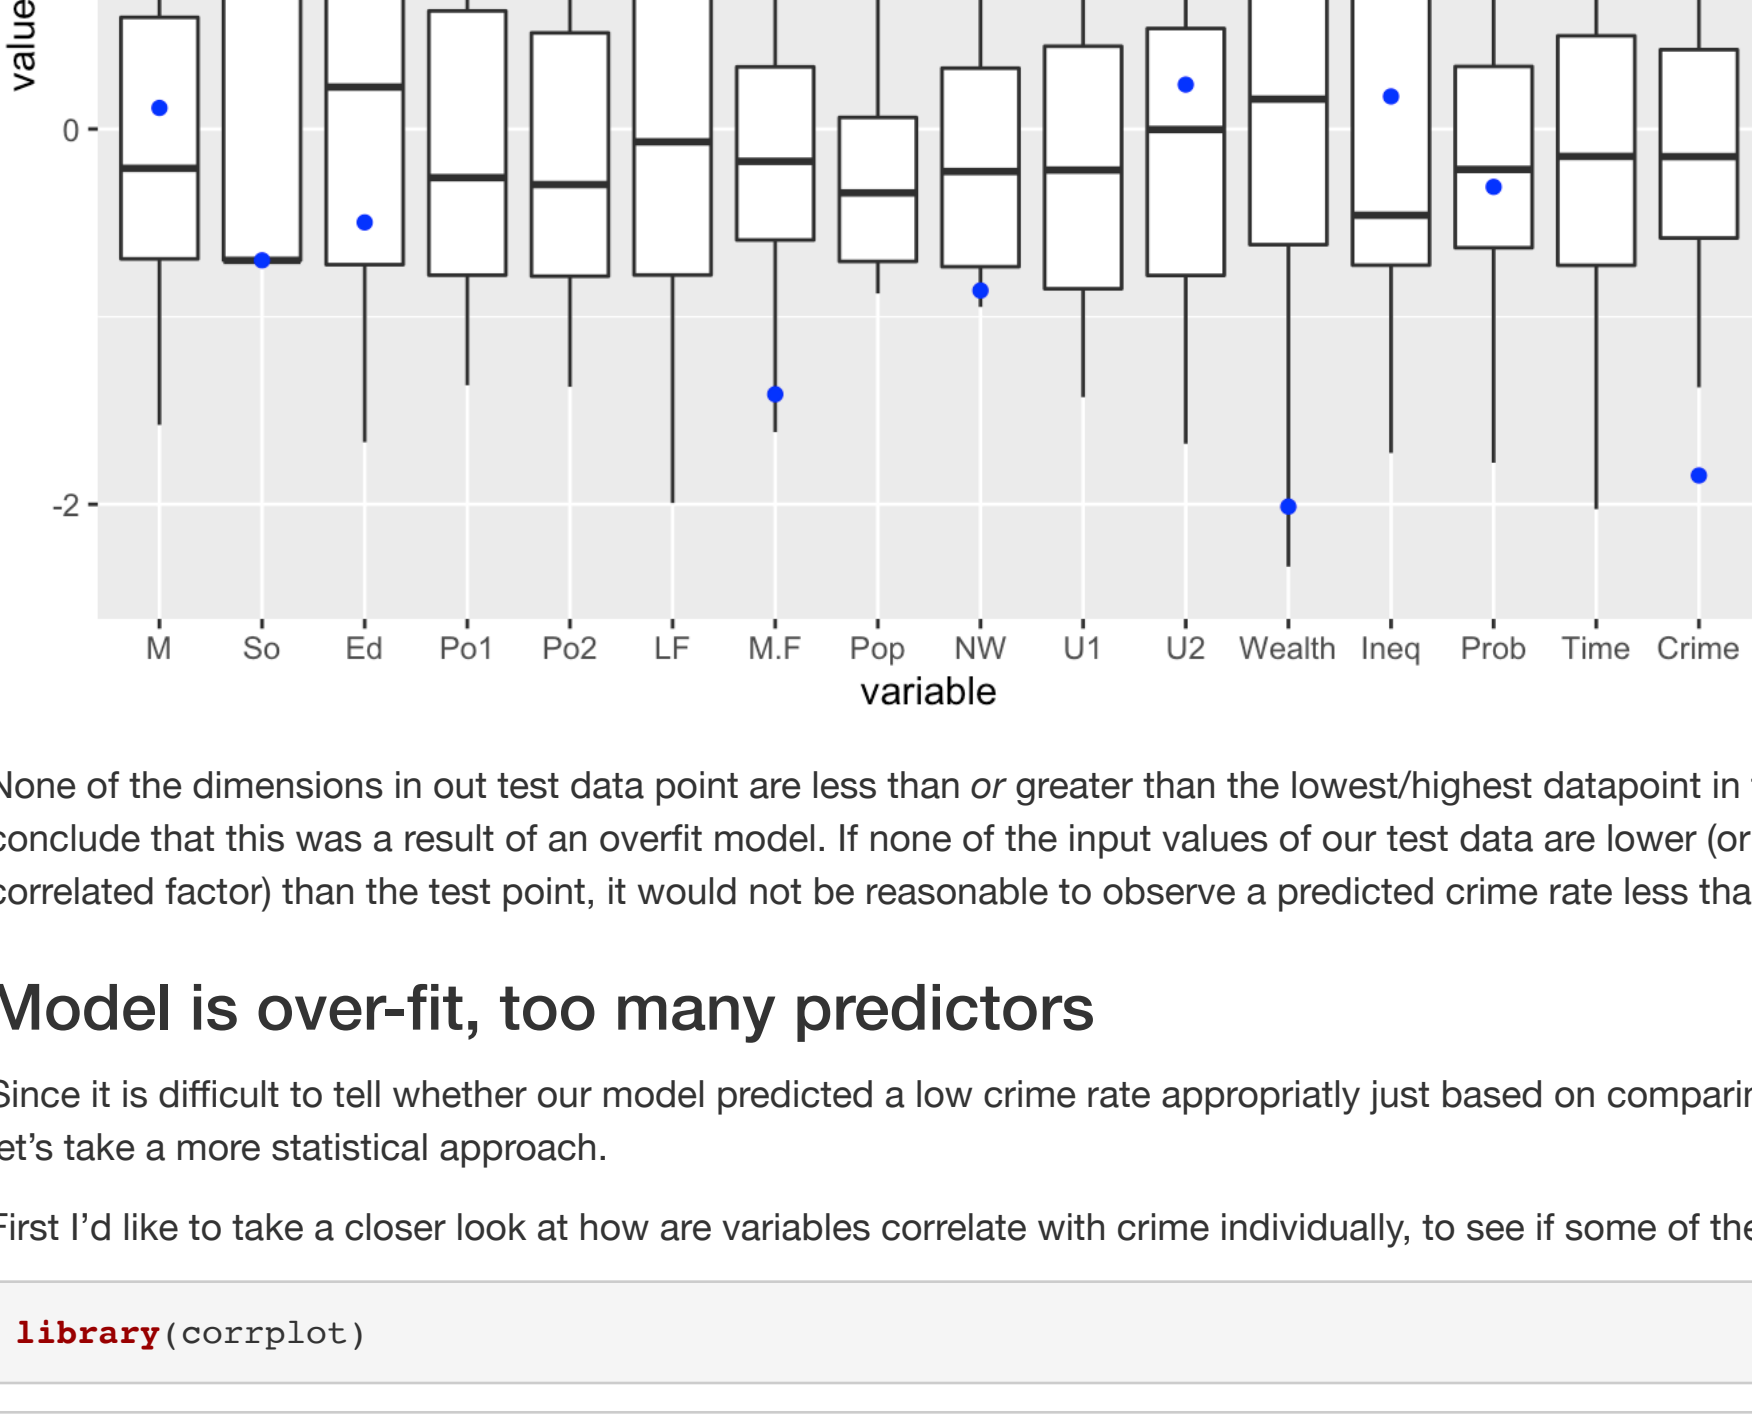 value
0
-2
M So Ed Po1 Po2 LF M.F Pop NW U1 U2 Wealth Ineq Prob Time Crime
variable
None of the dimensions in out test data point are less than or greater than the lowest/highest datapoint in
conclude that this was a result of an overfit model. If none of the input values of our test data are lower (or
correlated factor) than the test point, it would not be reasonable to observe a predicted crime rate less tha
Model is over-fit, too many predictors
Since it is difficult to tell whether our model predicted a low crime rate appropriatly just based on comparin
let’s take a more statistical approach.
First I’d like to take a closer look at how are variables correlate with crime individually, to see if some of the
library(corrplot)